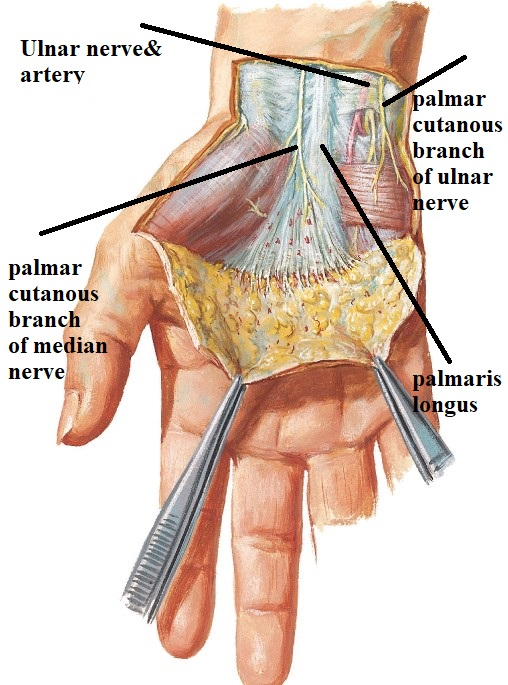 Ulnar nerve&
artery
palmar
cutanous
branch
of ulnar
nerve
palmar
cutanous
branch
of median
nerve
palmaris
longus